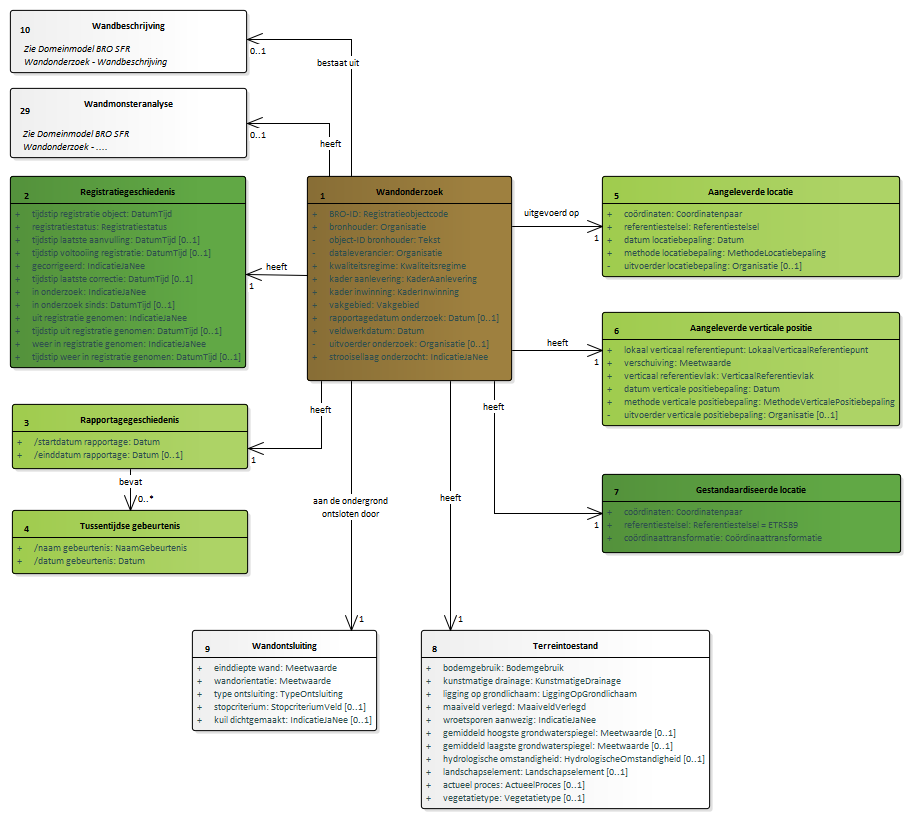 10
Wandbeschrijving
Zie Domeinmodel BRO SFR
Wandonderzoek - Wandbeschrijving
0..1
bestaat uit
29
Wandmonsteranalyse
Zie Domeinmodel BRO SFR
Wandonderzoek - ....
0..1
heeft
2
Registratiegeschiedenis
+ tijdstip registratie object: DatumTijd
+ registratiestatus: Registratiestatus
+ tijdstip laatste aanvulling: DatumTijd [0..1]
+ tijdstip voltooiing registratie: DatumTijd [0..1]
+ gecorrigeerd: IndicatieJaNee
+ tijdstip laatste correctie: DatumTijd [0..1]
+ in onderzoek: IndicatieJaNee
+ in onderzoek sinds: DatumTijd [0..1]
+ uit registratie genomen: IndicatieJaNee
+ tijdstip uit registratie genomen: DatumTijd [0..1]
+ weer in registratie genomen: IndicatieJaNee
+ tijdstip weer in registratie genomen: DatumTijd [0..1]
heeft
1
1
Wandonderzoek
+ BRO-ID: Registratieobjectcode
+ bronhouder: Organisatie
- object-ID bronhouder: Tekst
- dataleverancier: Organisatie
+ kwaliteitsregime: Kwaliteitsregime
+ kader aanlevering: KaderAanlevering
+ kader inwinning: KaderInwinning
+ vakgebied: Vakgebied
+ rapportagedatum onderzoek: Datum [0..1]
+ veldwerkdatum: Datum
- uitvoerder onderzoek: Organisatie [0..1]
+ strooisellaag onderzocht: IndicatieJaNee
uitgevoerd op
1
5
Aangeleverde locatie
+ coördinaten: Coordinatenpaar
+ referentiestelsel: Referentiestelsel
+ datum locatiebepaling: Datum
+ methode locatiebepaling: MethodeLocatiebepaling
- uitvoerder locatiebepaling: Organisatie [0..1]
heeft
1
6
Aangeleverde verticale positie
+ lokaal verticaal referentiepunt: LokaalVerticaalReferentiepunt
+ verschuiving: Meetwaarde
+ verticaal referentievlak: VerticaalReferentievlak
+ datum verticale positiebepaling: Datum
+ methode verticale positiebepaling: MethodeVerticalePositiebepaling
- uitvoerder verticale positiebepaling: Organisatie [0..1]
heeft
1
7
Gestandaardiseerde locatie
+ coördinaten: Coordinatenpaar
+ referentiestelsel: Referentiestelsel = ETRS89
+ coördinaattransformatie: Coördinaattransformatie
heeft
1
3
Rapportagegeschiedenis
+ /startdatum rapportage: Datum
+ /einddatum rapportage: Datum [0..1]
bevat
0..*
4
Tussentijdse gebeurtenis
+ /naam gebeurtenis: NaamGebeurtenis
+ /datum gebeurtenis: Datum
aan de ondergrond
ontsloten door
1
heeft
1
9
Wandontsluiting
+ einddiepte wand: Meetwaarde
+ wandorientatie: Meetwaarde
+ type ontsluiting: TypeOntsluiting
+ stopcriterium: StopcriteriumVeld [0..1]
+ kuil dichtgemaakt: IndicatieJaNee [0..1]
8
Terreintoestand
+ bodemgebruik: Bodemgebruik
+ kunstmatige drainage: KunstmatigeDrainage
+ ligging op grondlichaam: LiggingOpGrondlichaam
+ maaiveld verlegd: MaaiveldVerlegd
+ wroetsporen aanwezig: IndicatieJaNee
+ gemiddeld hoogste grondwaterspiegel: Meetwaarde [0..1]
+ gemiddeld laagste grondwaterspiegel: Meetwaarde [0..1]
+ hydrologische omstandigheid: HydrologischeOmstandigheid [0..1]
+ landschapselement: Landschapselement [0..1]
+ actueel proces: ActueelProces [0..1]
+ vegetatietype: Vegetatietype [0..1]